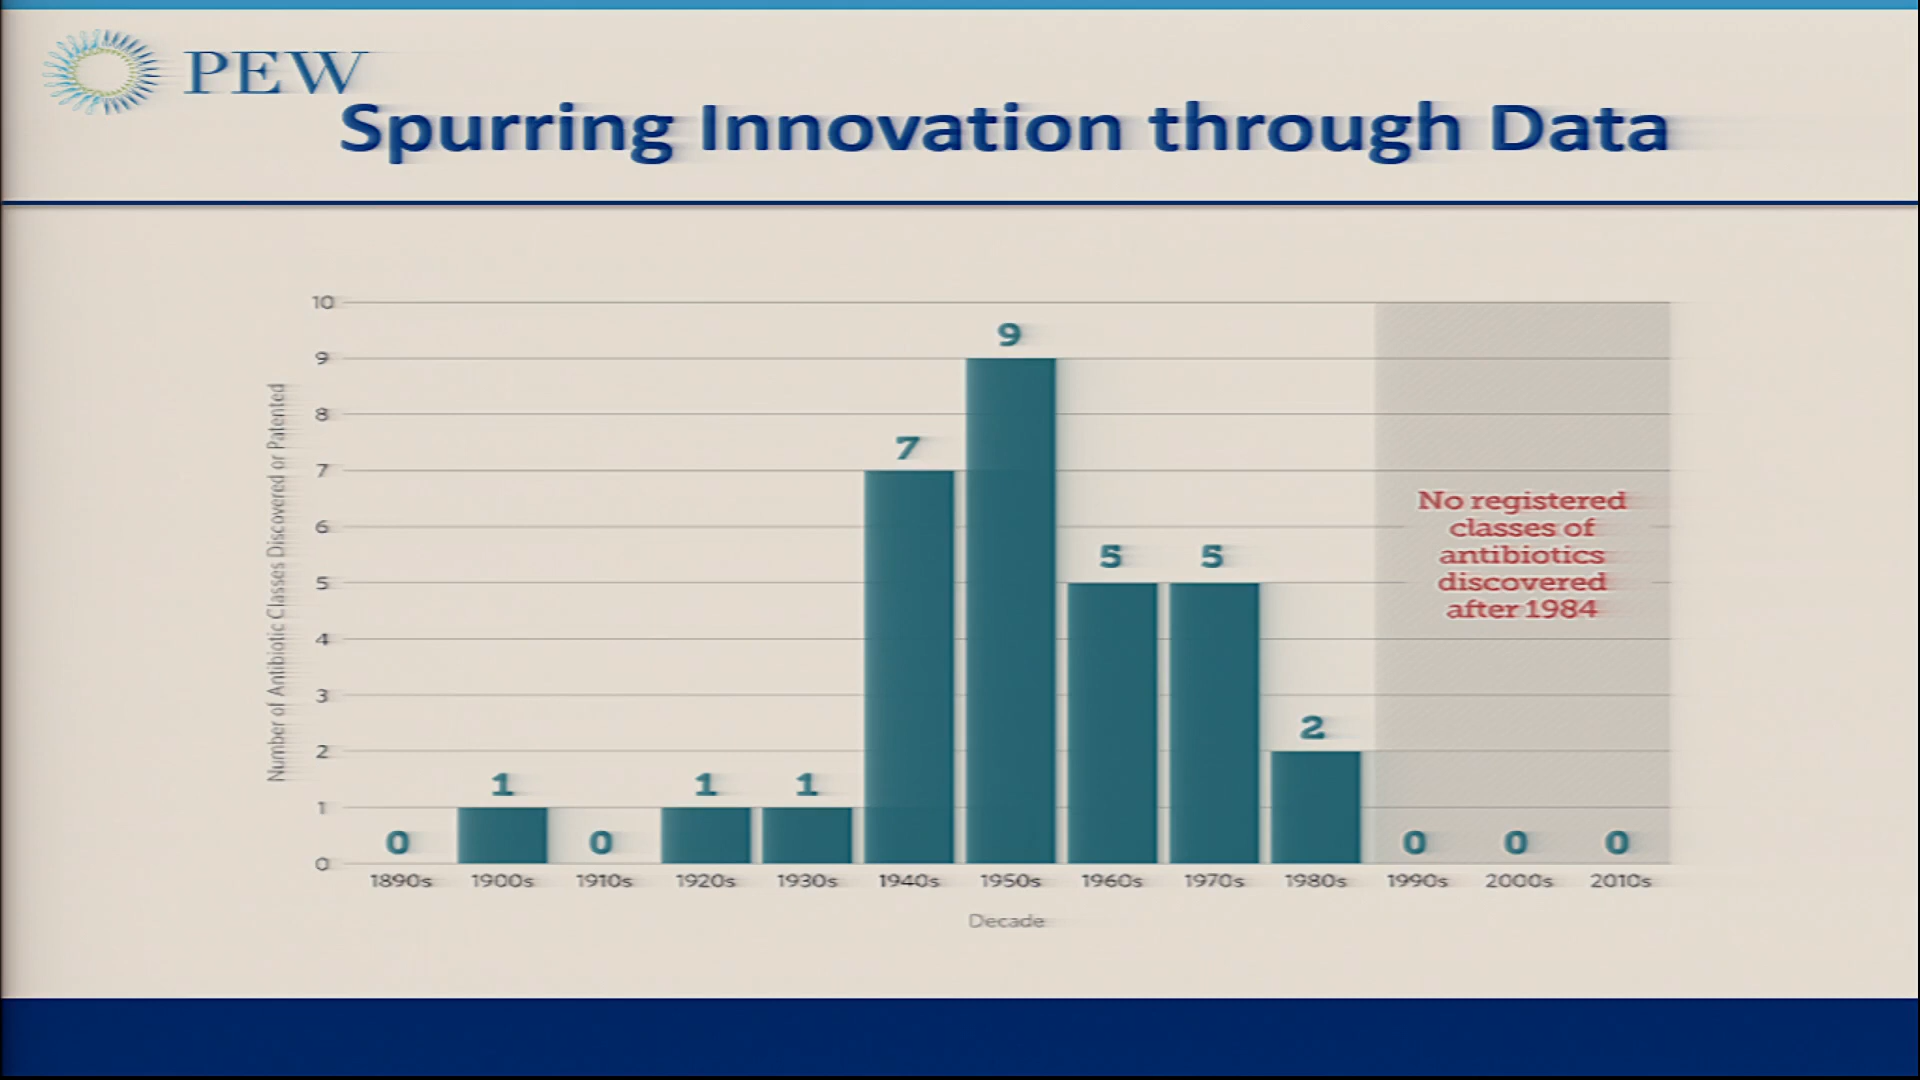 PEW
Spurring Innovation through Data
Number of Antibiotic Classes Discovered or Patented
10
9
8
7
6
5
4
3
2
1
0
0
1
0
1
1
7
9
5
5
2
0
0
0
No registered
classes of
antibiotics
discovered
after 1984
1890s
1900s
1910s
1920s
1930s
1940s
1950s
1960s
1970s
1980s
1990s
2000s
2010s
Decade